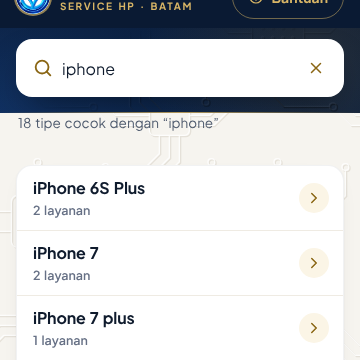 SERVICE HP · BATAM
Bantuan
iphone
18 tipe cocok dengan “iphone”
iPhone 6S Plus
2 layanan
iPhone 7
2 layanan
iPhone 7 plus
1 layanan